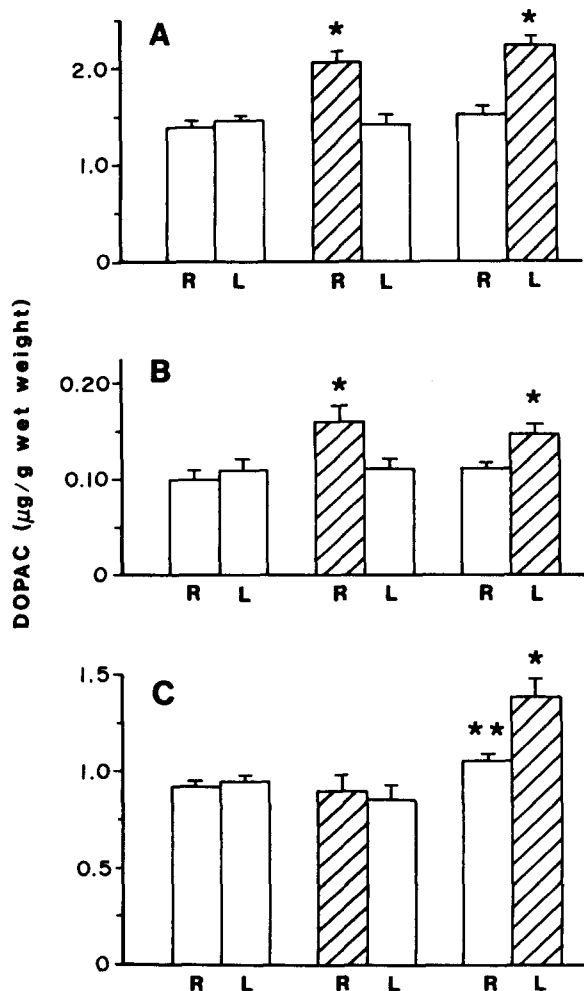 DOPAC (µg/g wet weight)
A
* *
2.0
1.0
0
R L R L R L
B
* *
0.20
0.10
0
R L R L R L
C
*
**
1.5
1.0
0.5
0
R L R L R L